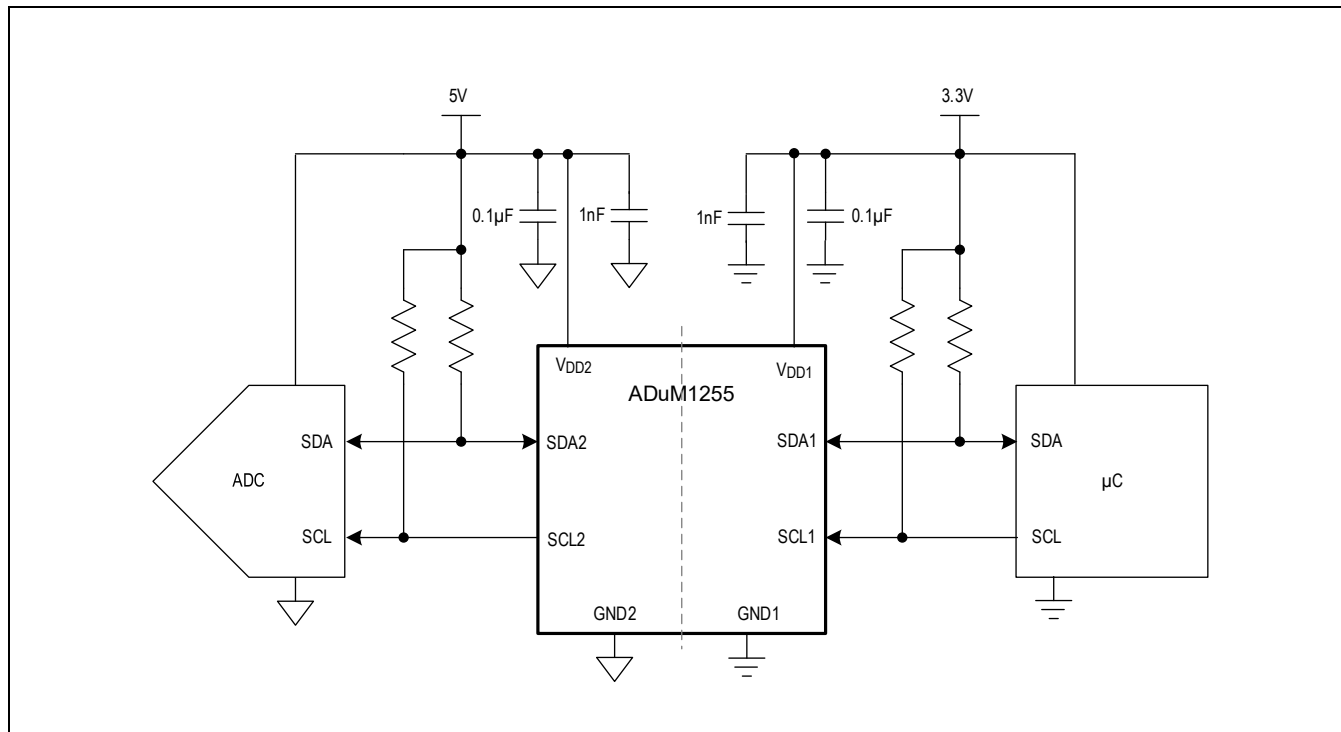 5V
3.3V
0.1µF
1nF
1nF
0.1µF
VDD2
VDD1
ADuM1255
SDA
SDA2
SDA1
SDA
ADC
µC
SCL
SCL2
SCL1
SCL
GND2
GND1